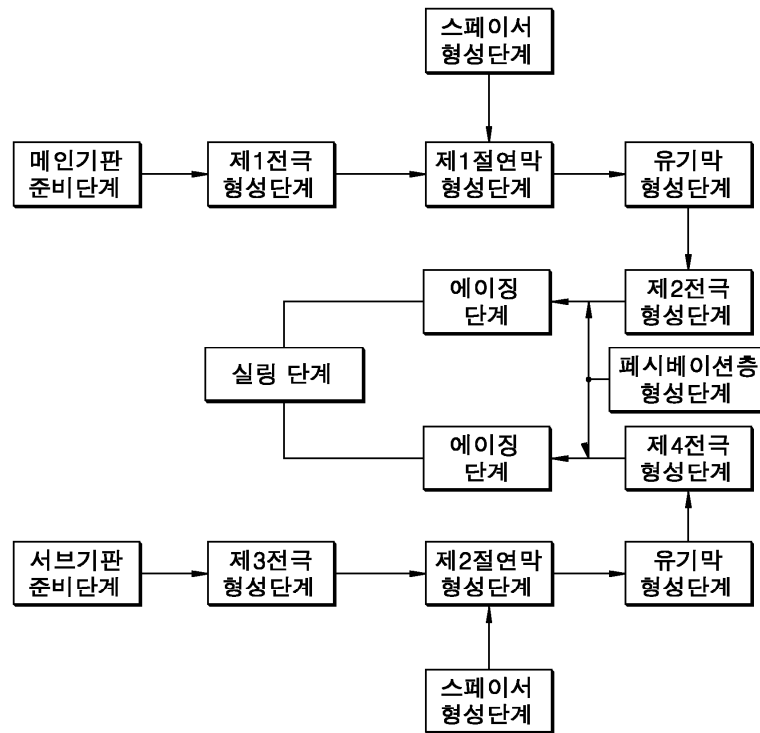 스페이서
형성단계
메인기판
준비단계
제1전극
형성단계
제1절연막
형성단계
유기막
형성단계
에이징
단계
제2전극
형성단계
실링 단계
페시베이션층
형성단계
에이징
단계
제4전극
형성단계
서브기판
준비단계
제3전극
형성단계
제2절연막
형성단계
유기막
형성단계
스페이서
형성단계